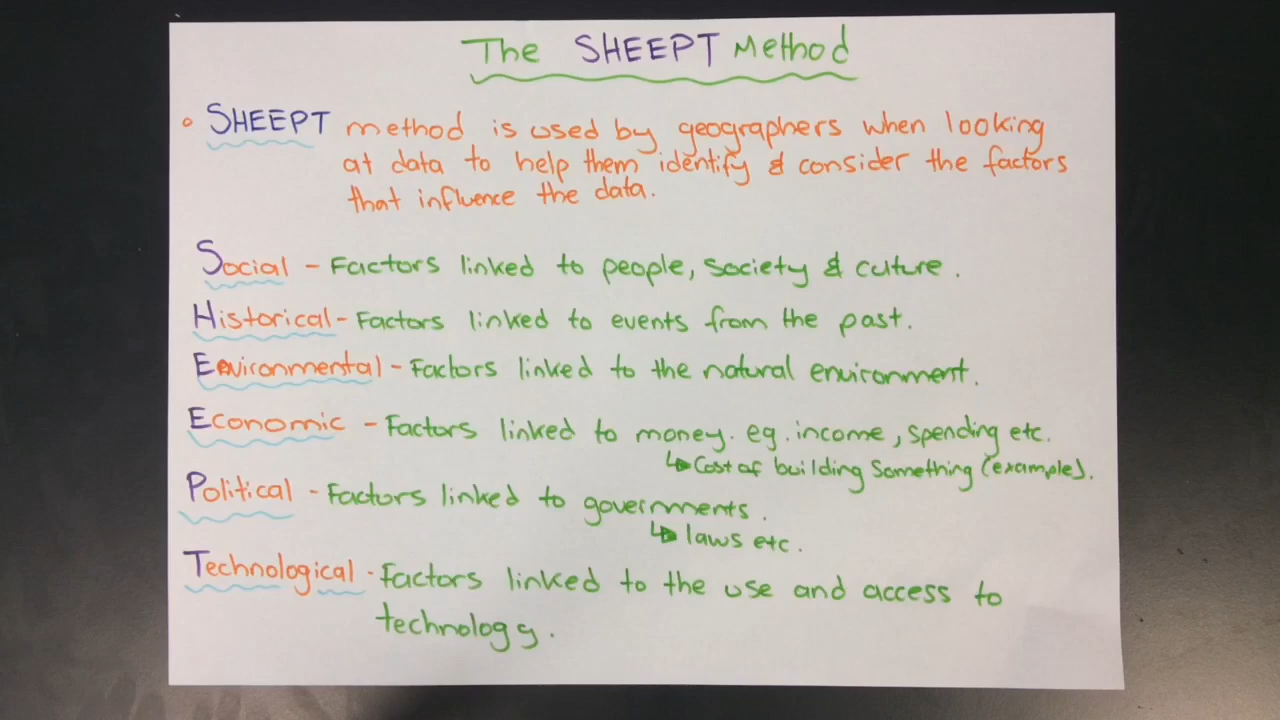 The SHEEPT Method
• SHEEPT method is used by geographers when looking
at data to help them identify & consider the factors
that influence the data.
Social - Factors linked to people, society & culture.
Historical - Factors linked to events from the past.
Environmental - Factors linked to the natural environment.
Economic - Factors linked to money. eg. income, spending etc.
↳ Cost of building something (example).
Political - Factors linked to governments.
↳ laws etc.
Technological - Factors linked to the use and access to
technology.